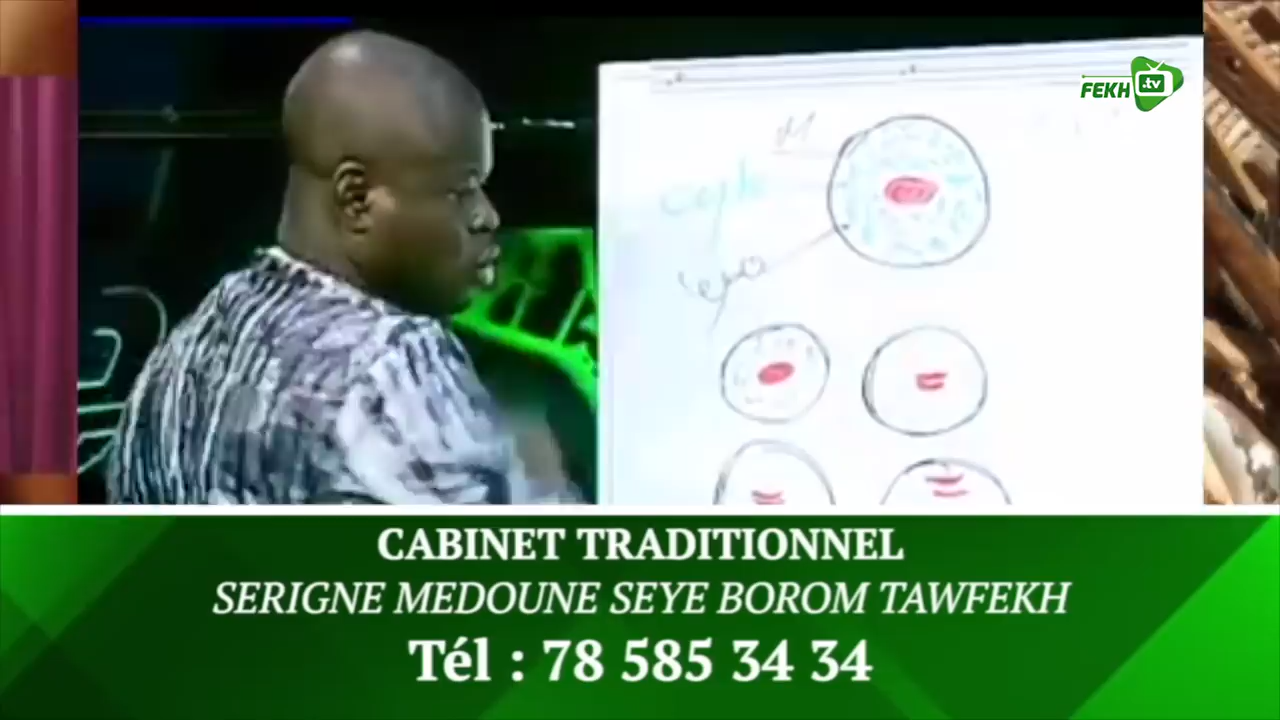 FEKH .tv
CABINET TRADITIONNEL
SERIGNE MEDOUNE SEYE BOROM TAWFEKH
Tél : 78 585 34 34